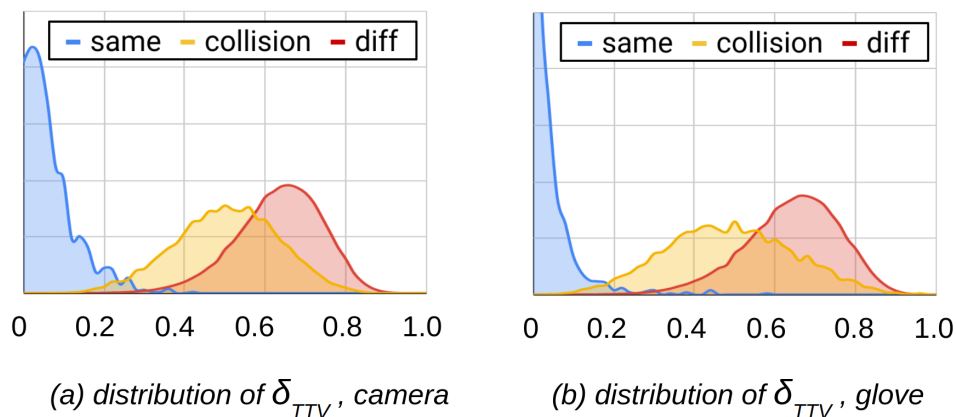 same collision diff
same collision diff
0 0.2 0.4 0.6 0.8 1.0
0 0.2 0.4 0.6 0.8 1.0
(a) distribution of δTTV , camera
(b) distribution of δTTV , glove